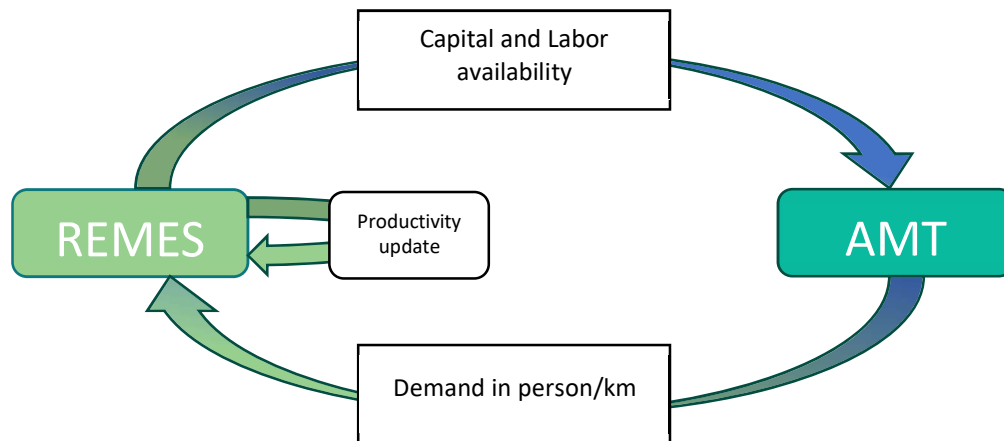 Capital and Labor
availability
REMES
Productivity
update
AMT
Demand in person/km